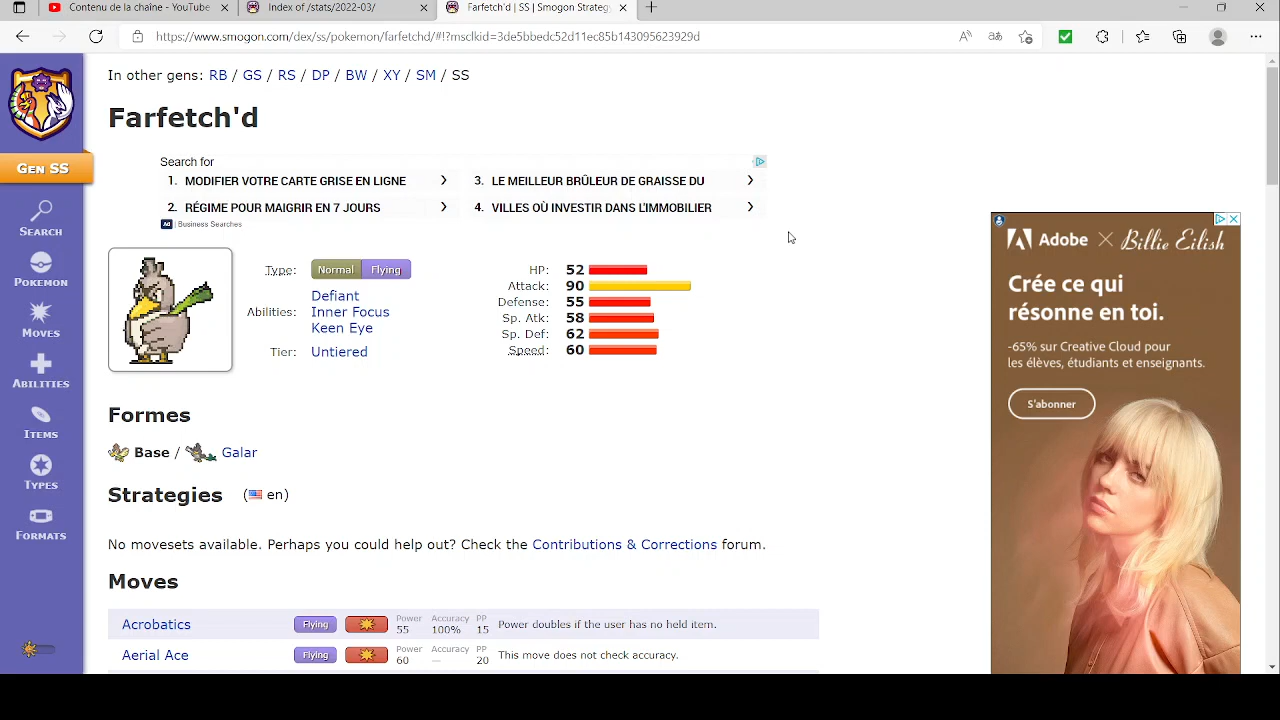 Contenu de la chaîne - YouTube
Index of /stats/2022-03/
Farfetch'd | SS | Smogon Strateg
https://www.smogon.com/dex/ss/pokemon/farfetchd/#!?msclkid=3de5bbedc52d11ec85b143095623929d
In other gens: RB / GS / RS / DP / BW / XY / SM / SS
Farfetch'd
Gen SS
SEARCH
POKEMON
MOVES
ABILITIES
ITEMS
TYPES
FORMATS
Search for
1. MODIFIER VOTRE CARTE GRISE EN LIGNE
2. RÉGIME POUR MAIGRIR EN 7 JOURS
3. LE MEILLEUR BRÛLEUR DE GRAISSE DU
4. VILLES OÙ INVESTIR DANS L'IMMOBILIER
Ad | Business Searches
Type: Normal Flying
Abilities: Defiant
Inner Focus
Keen Eye
Tier: Untiered
HP: 52
Attack: 90
Defense: 55
Sp. Atk: 58
Sp. Def: 62
Speed: 60
Formes
Base / Galar
Strategies (en)
No movesets available. Perhaps you could help out? Check the Contributions & Corrections forum.
Moves
Acrobatics Flying Power 55 Accuracy 100% PP 15 Power doubles if the user has no held item.
Aerial Ace Flying Power 60 Accuracy — PP 20 This move does not check accuracy.
Adobe × Billie Eilish
Crée ce qui
résonne en toi.
-65% sur Creative Cloud pour
les élèves, étudiants et enseignants.
S'abonner